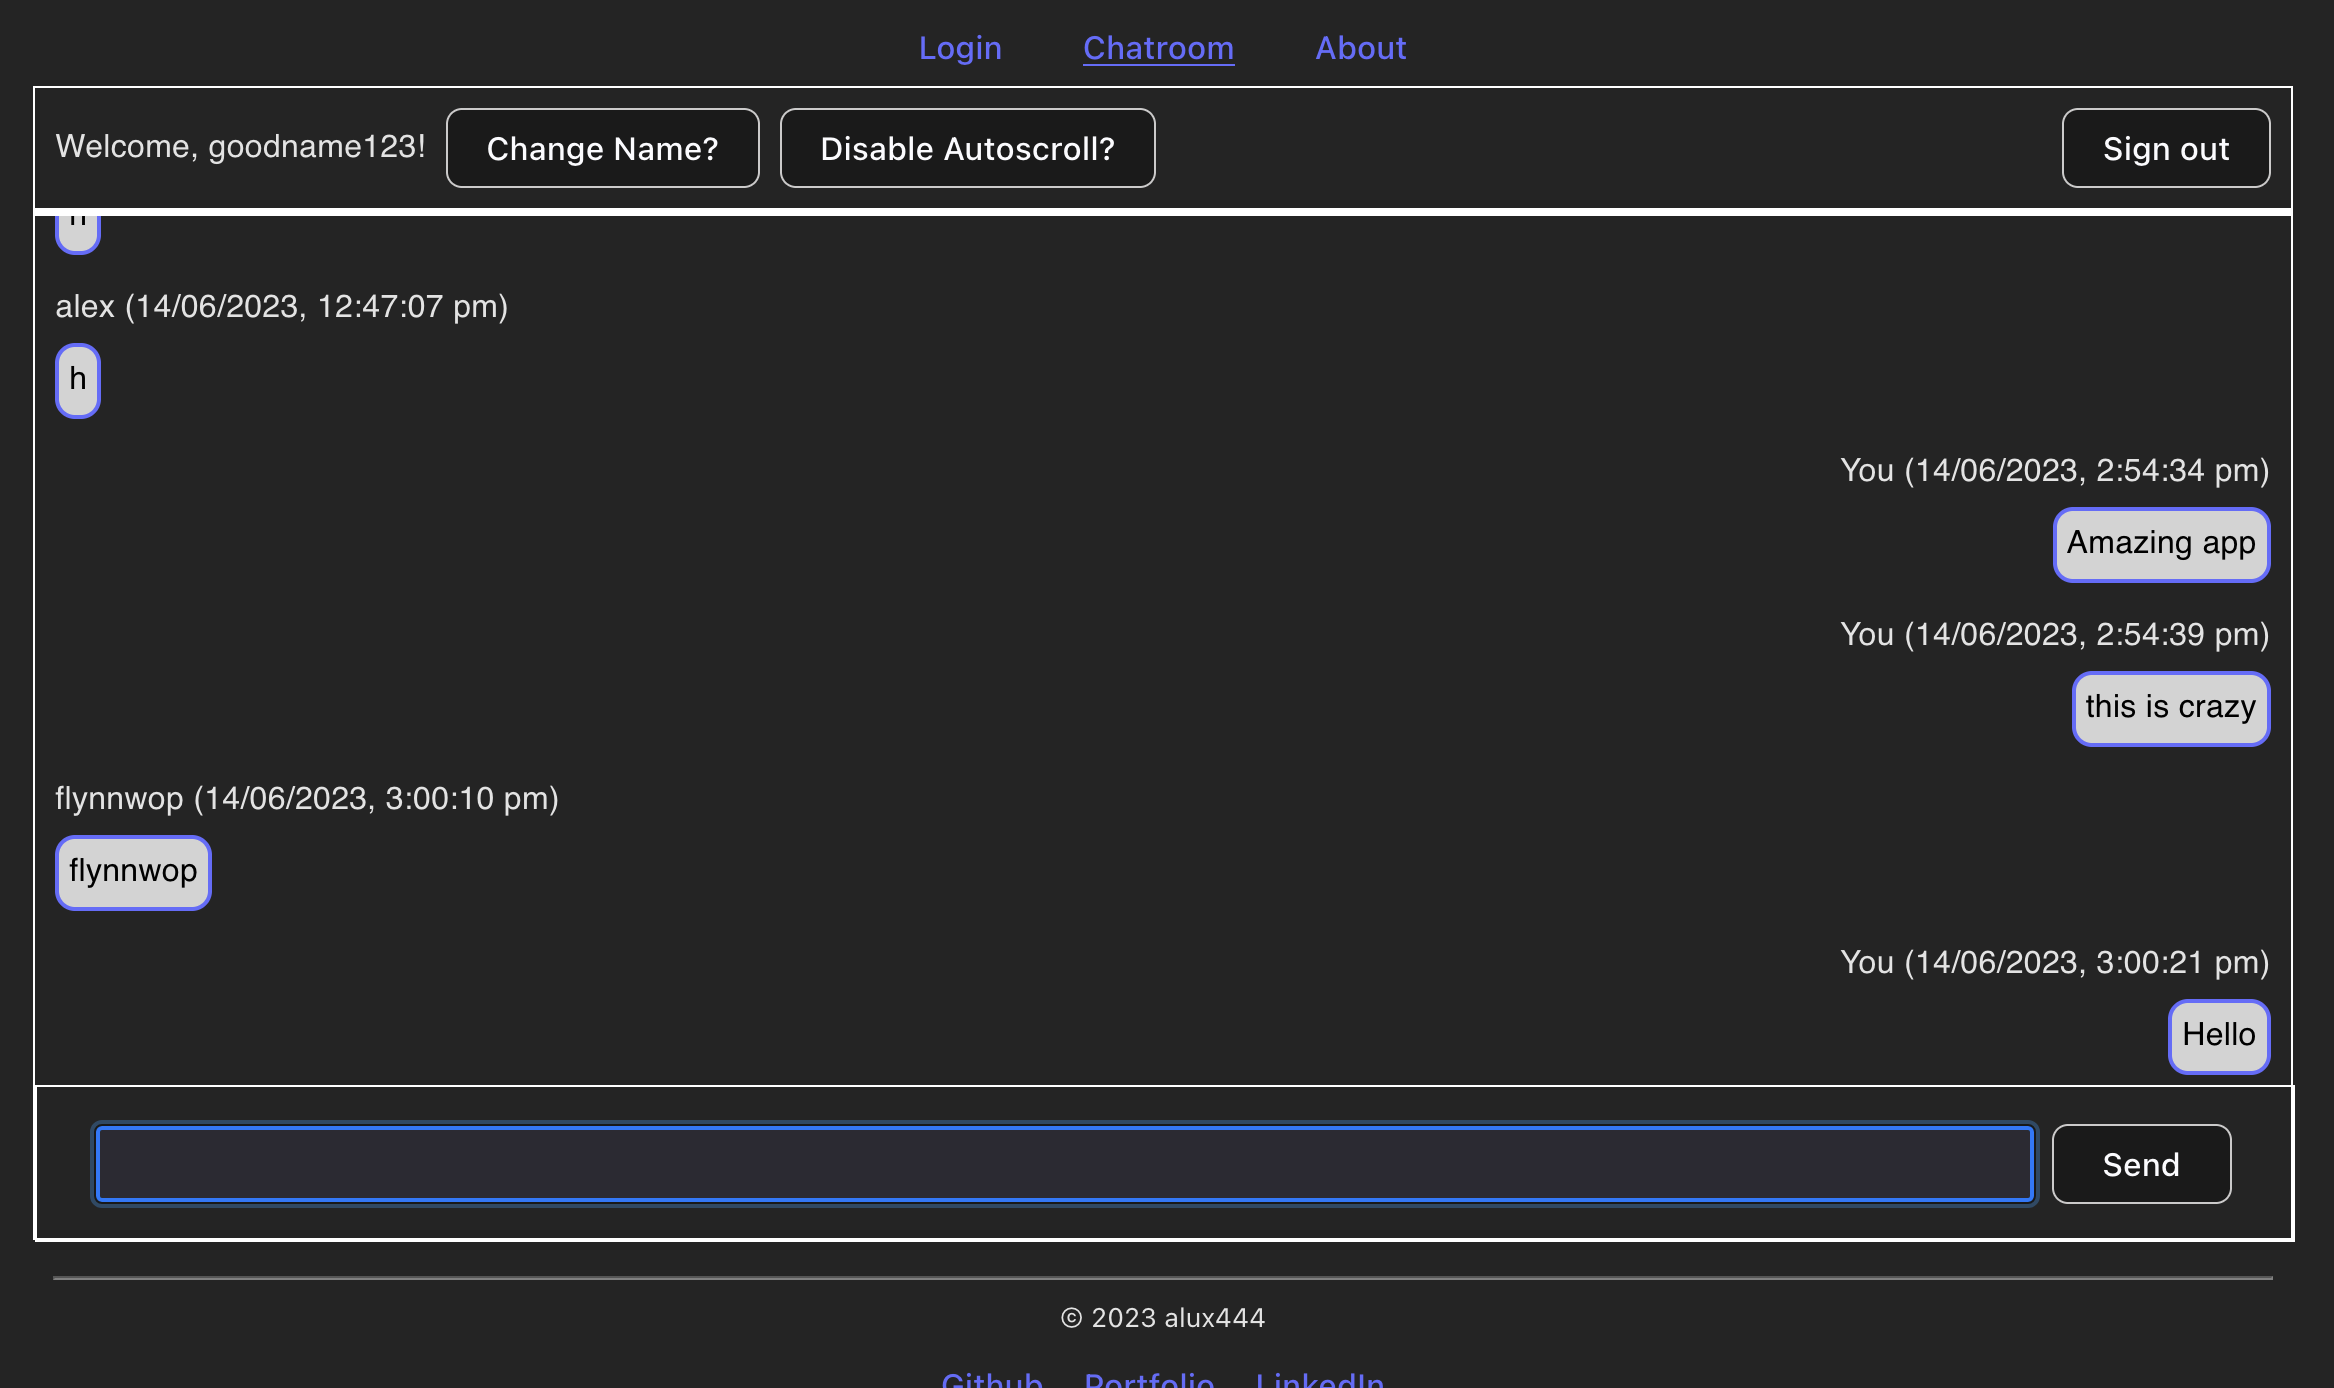 Login Chatroom About
Welcome, goodname123! Change Name? Disable Autoscroll? Sign out
alex (14/06/2023, 12:47:07 pm)
h
You (14/06/2023, 2:54:34 pm)
Amazing app
You (14/06/2023, 2:54:39 pm)
this is crazy
flynnwop (14/06/2023, 3:00:10 pm)
flynnwop
You (14/06/2023, 3:00:21 pm)
Hello
Send
© 2023 alux444
Github Portfolio LinkedIn